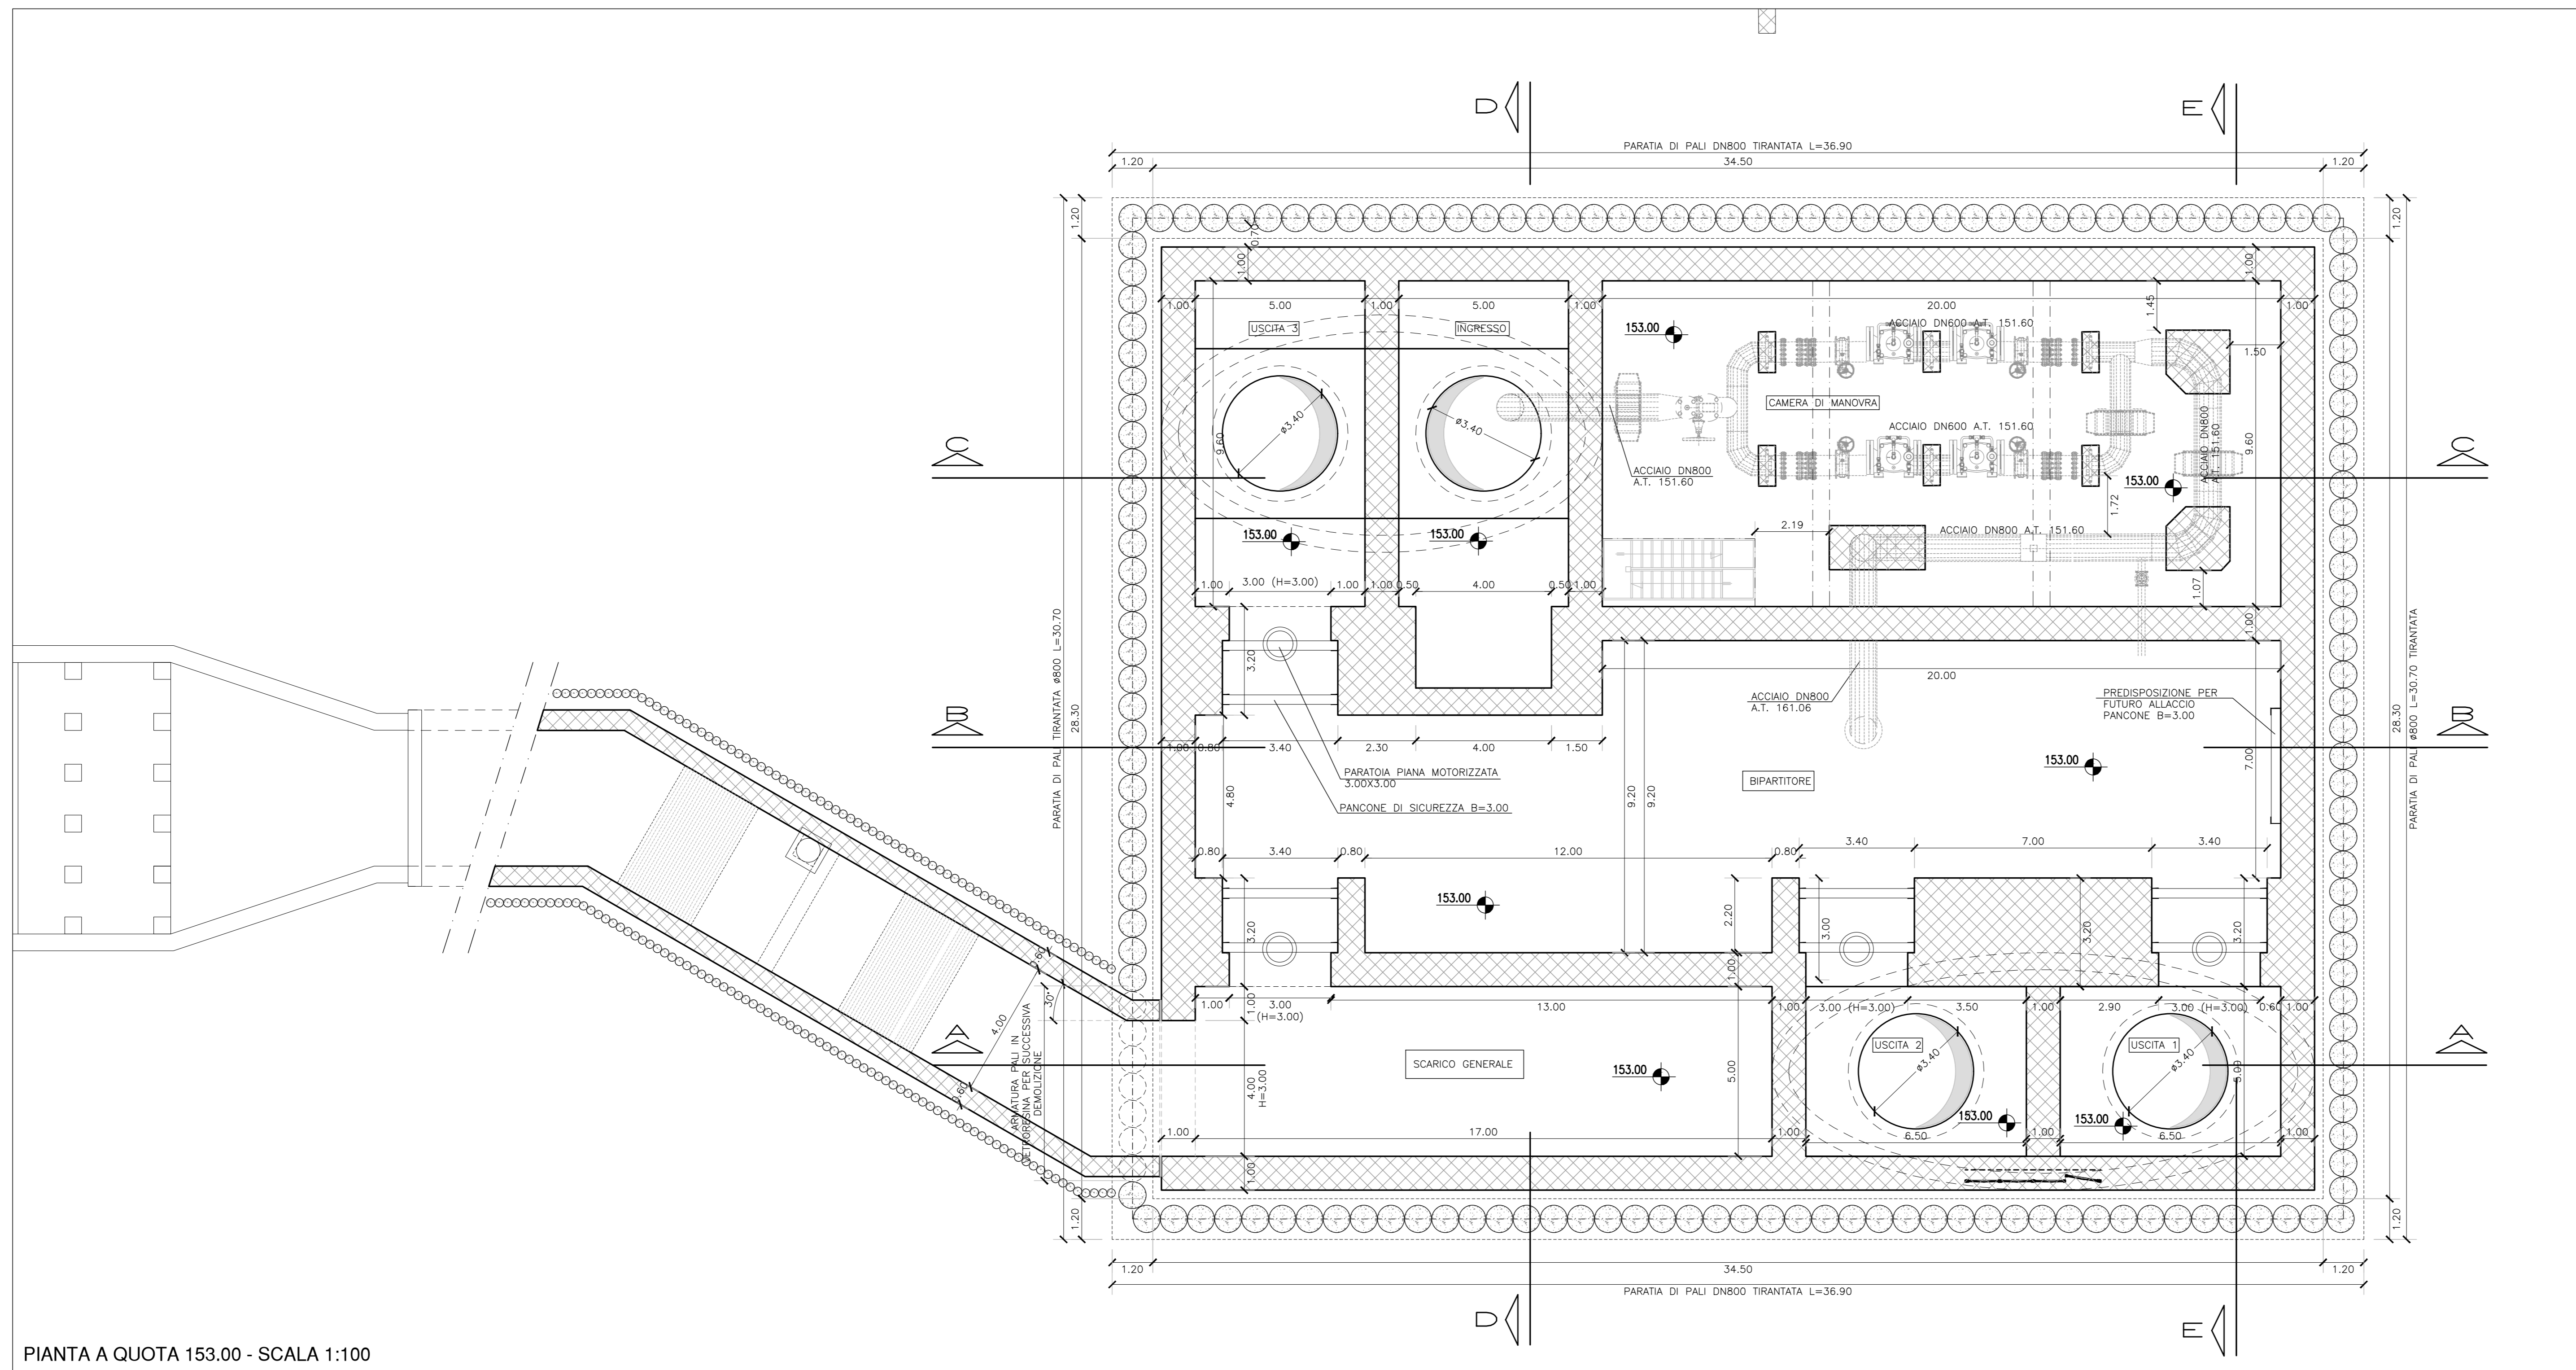 D
E
PARATIA DI PALI DN800 TIRANTATA L=36.90
1.20
34.50
1.20
1.20
0.70
1.00
1.00
1.20
1.00
5.00
1.00
5.00
1.00
20.00
1.00
1.45
USCITA 3
INGRESSO
153.00
ACCIAIO DN600 A.T. 151.60
1.50
CAMERA DI MANOVRA
ø3.40
ø3.40
9.60
ACCIAIO DN600 A.T. 151.60
ACCIAIO DN800
A.T. 151.60
9.60
C
C
ACCIAIO DN800
A.T. 151.60
153.00
1.72
153.00
153.00
2.19
ACCIAIO DN800 A.T. 151.60
1.00
3.00 (H=3.00)
1.00
1.00
0.50
4.00
0.50
1.00
1.07
PARATIA DI PALI TIRANTATA ø800 L=30.70
28.30
3.20
1.00
20.00
ACCIAIO DN800
A.T. 161.06
PREDISPOSIZIONE PER
FUTURO ALLACCIO
PANCONE B=3.00
PARATIA DI PALI ø800 L=30.70 TIRANTATA
28.30
B
B
1.00
0.80
3.40
2.30
4.00
1.50
7.00
PARATOIA PIANA MOTORIZZATA
3.00X3.00
153.00
BIPARTITORE
4.80
9.20
9.20
PANCONE DI SICUREZZA B=3.00
0.80
3.40
0.80
12.00
0.80
3.40
7.00
3.40
153.00
2.20
3.00
3.20
3.20
3.20
0.60
1.00
30°
1.00
3.00
(H=3.00)
1.00
13.00
1.00
3.00 (H=3.00)
3.50
1.00
2.90
3.00 (H=3.00)
0.60
1.00
4.00
A
A
USCITA 2
USCITA 1
SCARICO GENERALE
153.00
ø3.40
ø3.40
5.00
5.00
4.00
H=3.00
0.60
ARMATURA PALI IN
VETRORESINA PER SUCCESSIVA
DEMOLIZIONE
153.00
153.00
1.00
17.00
1.00
6.50
1.00
6.50
1.00
1.00
1.20
1.20
1.20
34.50
1.20
PARATIA DI PALI DN800 TIRANTATA L=36.90
D
E
PIANTA A QUOTA 153.00 - SCALA 1:100